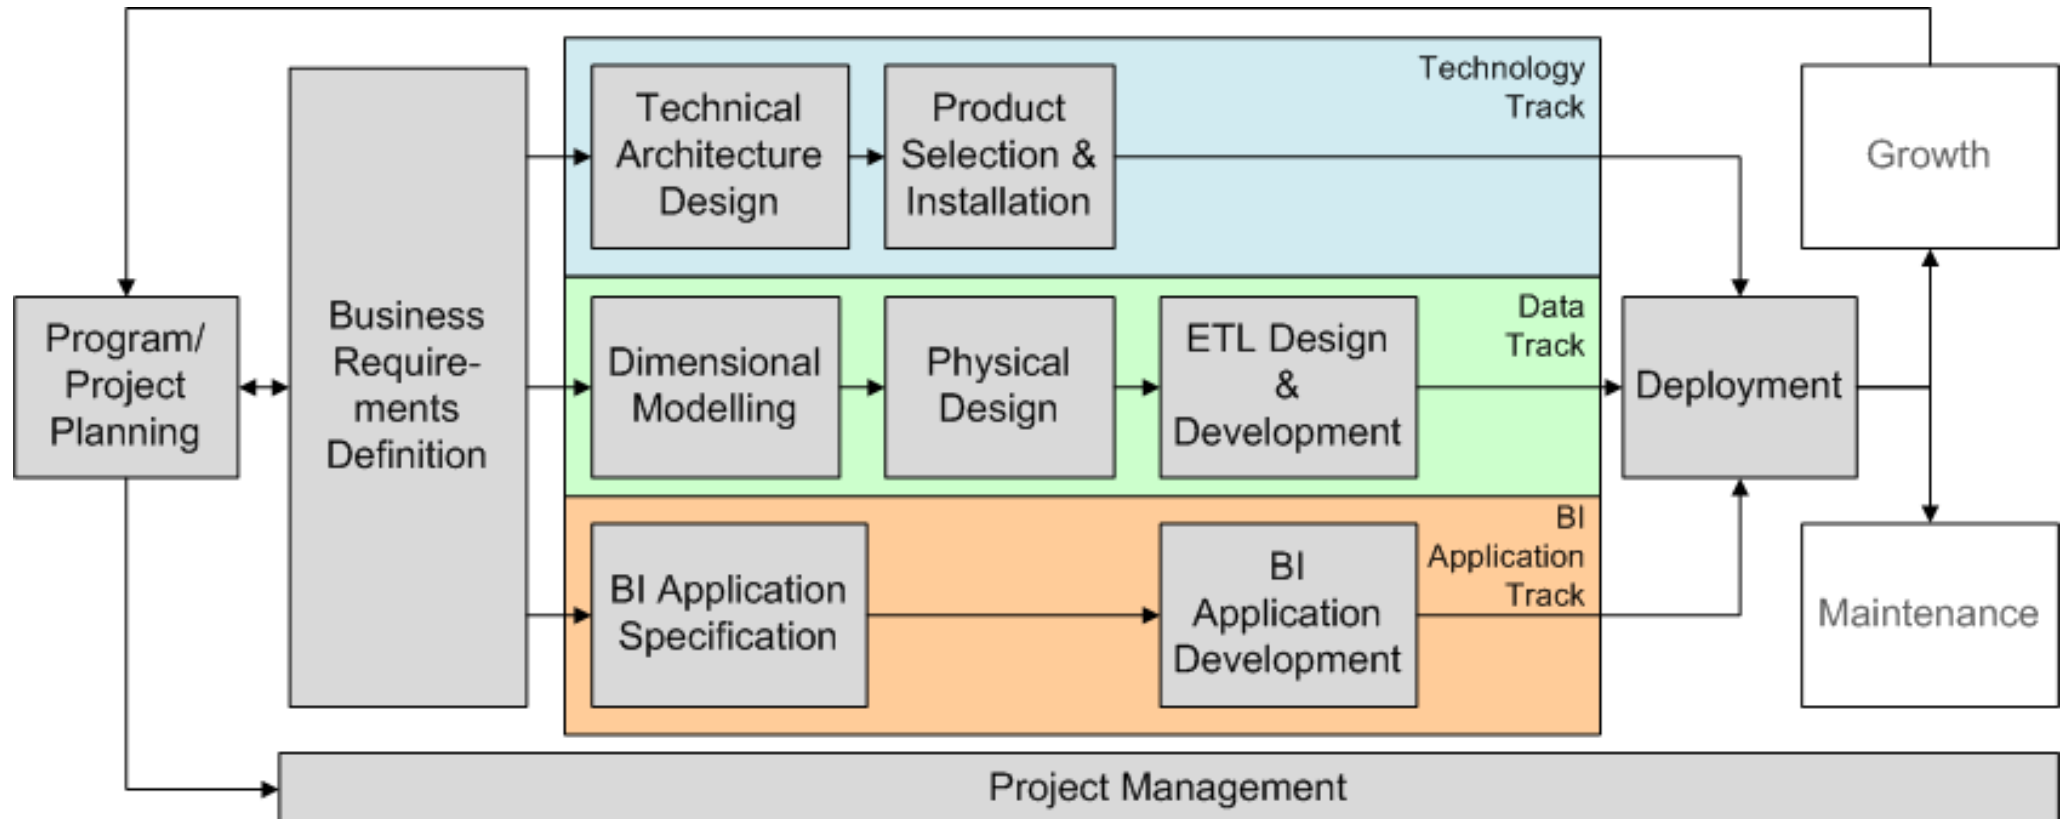 Technology
Track
Technical
Architecture
Design
Product
Selection &
Installation
Growth
Program/
Project
Planning
Business
Require-
ments
Definition
Data
Track
Dimensional
Modelling
Physical
Design
ETL Design
&
Development
Deployment
BI
Application
Track
BI Application
Specification
BI
Application
Development
Maintenance
Project Management